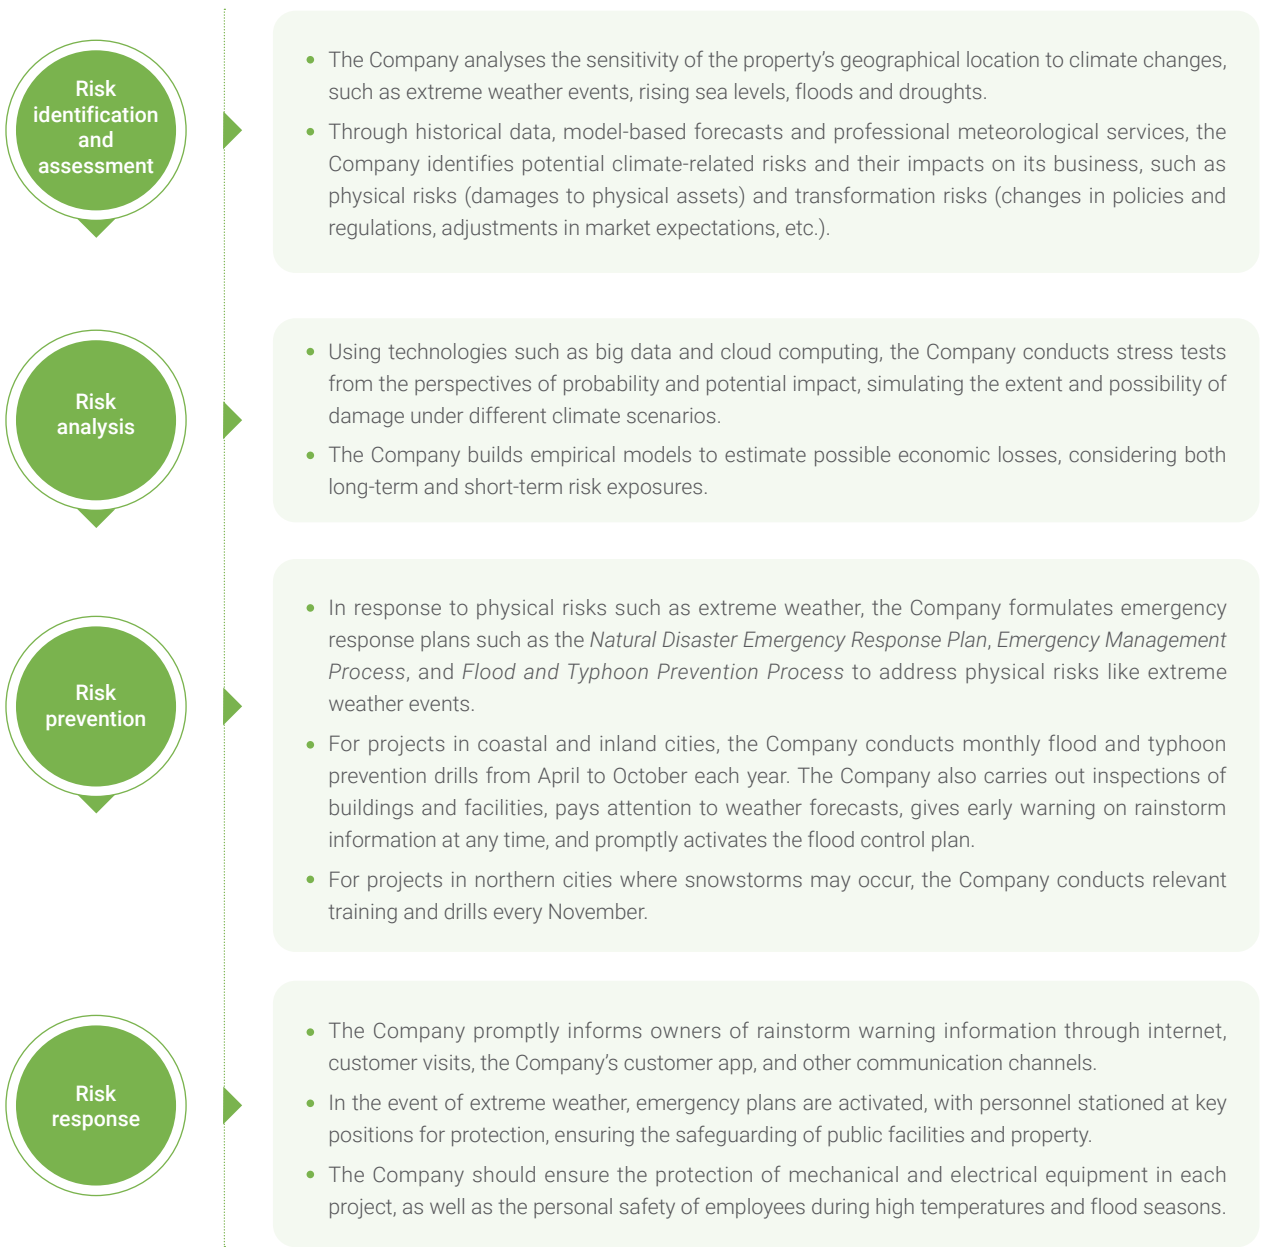 Risk
identification
and
assessment
• The Company analyses the sensitivity of the property’s geographical location to climate changes,
such as extreme weather events, rising sea levels, floods and droughts.
• Through historical data, model-based forecasts and professional meteorological services, the
Company identifies potential climate-related risks and their impacts on its business, such as
physical risks (damages to physical assets) and transformation risks (changes in policies and
regulations, adjustments in market expectations, etc.).
Risk
analysis
• Using technologies such as big data and cloud computing, the Company conducts stress tests
from the perspectives of probability and potential impact, simulating the extent and possibility of
damage under different climate scenarios.
• The Company builds empirical models to estimate possible economic losses, considering both
long-term and short-term risk exposures.
Risk
prevention
• In response to physical risks such as extreme weather, the Company formulates emergency
response plans such as the Natural Disaster Emergency Response Plan, Emergency Management
Process, and Flood and Typhoon Prevention Process to address physical risks like extreme
weather events.
• For projects in coastal and inland cities, the Company conducts monthly flood and typhoon
prevention drills from April to October each year. The Company also carries out inspections of
buildings and facilities, pays attention to weather forecasts, gives early warning on rainstorm
information at any time, and promptly activates the flood control plan.
• For projects in northern cities where snowstorms may occur, the Company conducts relevant
training and drills every November.
Risk
response
• The Company promptly informs owners of rainstorm warning information through internet,
customer visits, the Company’s customer app, and other communication channels.
• In the event of extreme weather, emergency plans are activated, with personnel stationed at key
positions for protection, ensuring the safeguarding of public facilities and property.
• The Company should ensure the protection of mechanical and electrical equipment in each
project, as well as the personal safety of employees during high temperatures and flood seasons.